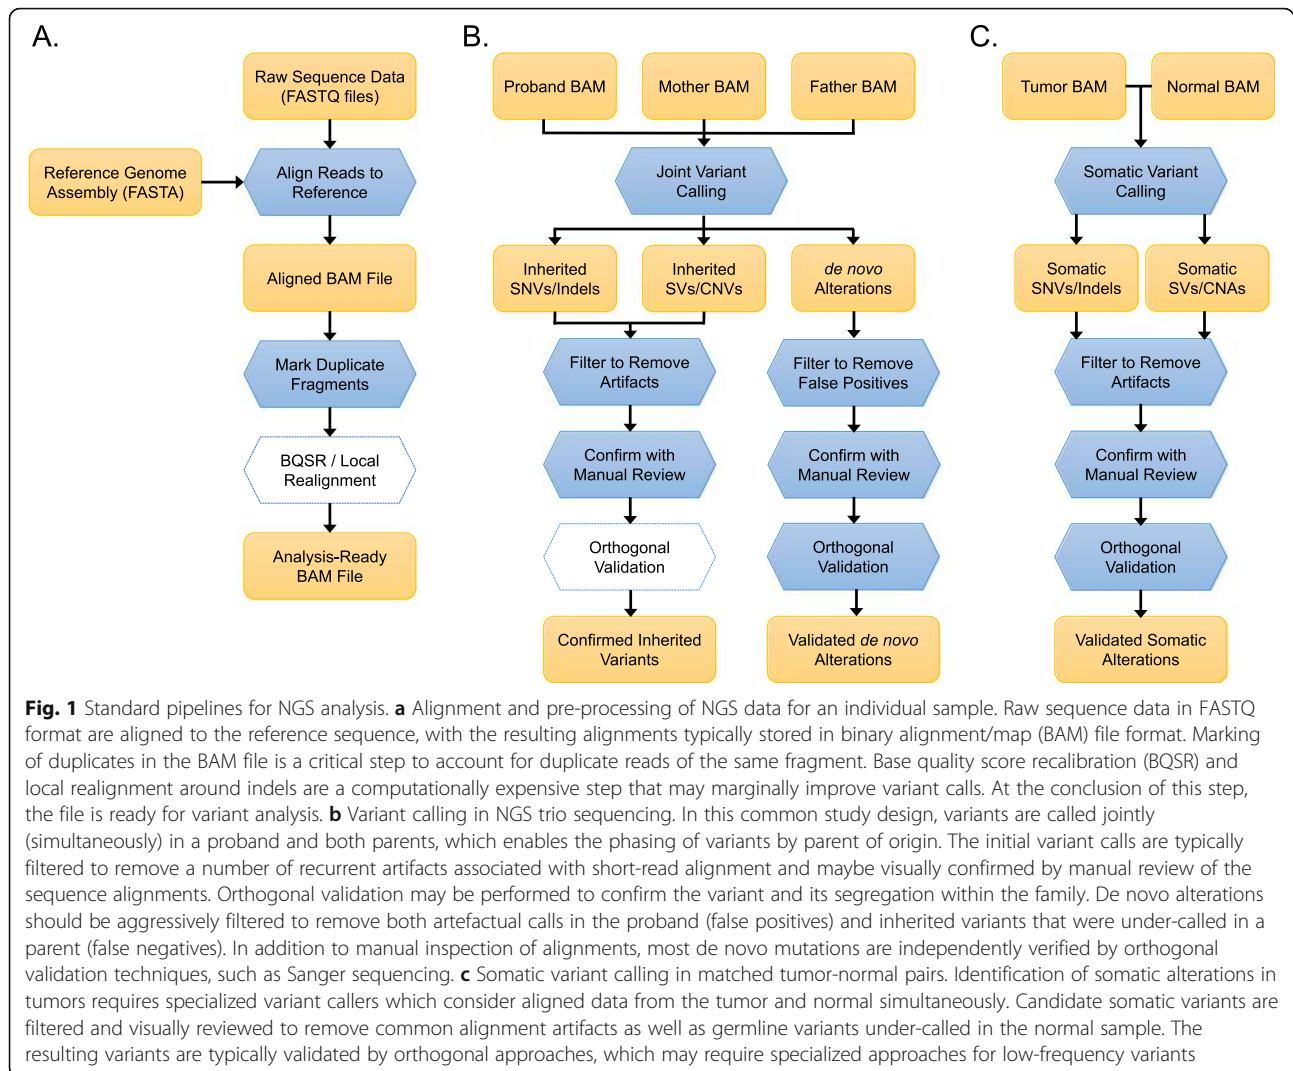 A.
Raw Sequence Data
(FASTQ files)
Reference Genome
Assembly (FASTA)
Align Reads to
Reference
Aligned BAM File
Mark Duplicate
Fragments
BQSR / Local
Realignment
Analysis-Ready
BAM File
B.
Proband BAM
Mother BAM
Father BAM
Joint Variant
Calling
Inherited
SNVs/Indels
Inherited
SVs/CNVs
de novo
Alterations
Filter to Remove
Artifacts
Filter to Remove
False Positives
Confirm with
Manual Review
Confirm with
Manual Review
Orthogonal
Validation
Orthogonal
Validation
Confirmed Inherited
Variants
Validated de novo
Alterations
C.
Tumor BAM
Normal BAM
Somatic Variant
Calling
Somatic
SNVs/Indels
Somatic
SVs/CNAs
Filter to Remove
Artifacts
Confirm with
Manual Review
Orthogonal
Validation
Validated Somatic
Alterations
Fig. 1 Standard pipelines for NGS analysis. a Alignment and pre-processing of NGS data for an individual sample. Raw sequence data in FASTQ
format are aligned to the reference sequence, with the resulting alignments typically stored in binary alignment/map (BAM) file format. Marking
of duplicates in the BAM file is a critical step to account for duplicate reads of the same fragment. Base quality score recalibration (BQSR) and
local realignment around indels are a computationally expensive step that may marginally improve variant calls. At the conclusion of this step,
the file is ready for variant analysis. b Variant calling in NGS trio sequencing. In this common study design, variants are called jointly
(simultaneously) in a proband and both parents, which enables the phasing of variants by parent of origin. The initial variant calls are typically
filtered to remove a number of recurrent artifacts associated with short-read alignment and maybe visually confirmed by manual review of the
sequence alignments. Orthogonal validation may be performed to confirm the variant and its segregation within the family. De novo alterations
should be aggressively filtered to remove both artefactual calls in the proband (false positives) and inherited variants that were under-called in a
parent (false negatives). In addition to manual inspection of alignments, most de novo mutations are independently verified by orthogonal
validation techniques, such as Sanger sequencing. c Somatic variant calling in matched tumor-normal pairs. Identification of somatic alterations in
tumors requires specialized variant callers which consider aligned data from the tumor and normal simultaneously. Candidate somatic variants are
filtered and visually reviewed to remove common alignment artifacts as well as germline variants under-called in the normal sample. The
resulting variants are typically validated by orthogonal approaches, which may require specialized approaches for low-frequency variants